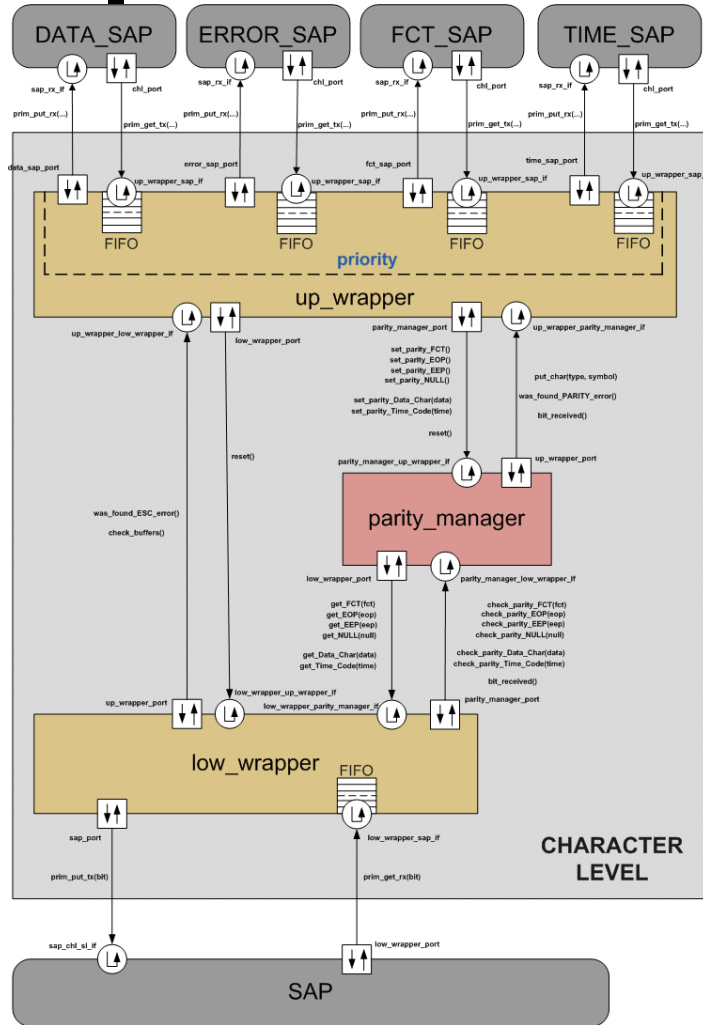 DATA_SAP
ERROR_SAP
FCT_SAP
TIME_SAP
sap_rx_if
chl_port
sap_rx_if
chl_port
sap_rx_if
chl_port
sap_rx_if
chl_port
prim_put_rx(...)
prim_put_rx(...)
prim_put_rx(...)
prim_put_rx(...)
prim_get_tx(...)
prim_get_tx(...)
prim_get_tx(...)
prim_get_tx(...)
data_sap_port
error_sap_port
fct_sap_port
time_sap_port
up_wrapper_sap_if
up_wrapper_sap_if
up_wrapper_sap_if
up_wrapper_sap_
FIFO
FIFO
FIFO
FIFO
priority
up_wrapper
up_wrapper_low_wrapper_if
low_wrapper_port
parity_manager_port
up_wrapper_parity_manager_if
set_parity_FCT()
set_parity_EOP()
set_parity_EEP()
set_parity_NULL()
set_parity_Data_Char(data)
set_parity_Time_Code(time)
reset()
put_char(type, symbol)
was_found_PARITY_error()
bit_received()
reset()
parity_manager_up_wrapper_if
up_wrapper_port
parity_manager
was_found_ESC_error()
check_buffers()
low_wrapper_port
parity_manager_low_wrapper_if
get_FCT(fct)
get_EOP(eop)
get_EEP(eep)
get_NULL(null)
get_Data_Char(data)
get_Time_Code(time)
check_parity_FCT(fct)
check_parity_EOP(eop)
check_parity_EEP(eep)
check_parity_NULL(null)
check_parity_Data_Char(data)
check_parity_Time_Code(time)
bit_received()
up_wrapper_port
low_wrapper_up_wrapper_if
low_wrapper_parity_manager_if
parity_manager_port
low_wrapper
FIFO
sap_port
low_wrapper_sap_if
CHARACTER
LEVEL
prim_put_tx(bit)
prim_get_rx(bit)
sap_chl_sl_if
low_wrapper_port
SAP